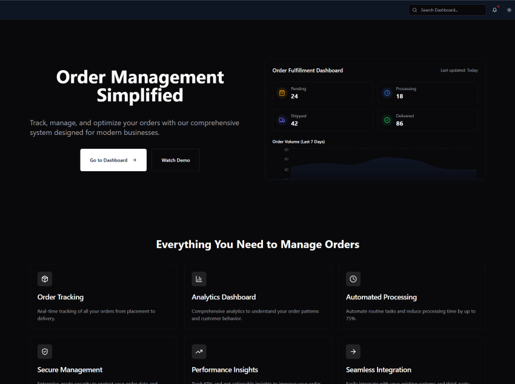 Search Dashboard...
Order Management
Simplified
Track, manage, and optimize your orders with our comprehensive
system designed for modern businesses.
Go to Dashboard
Watch Demo
Order Fulfillment Dashboard
Last updated: Today
Pending
24
Processing
18
Shipped
42
Delivered
86
Order Volume (Last 7 Days)
Everything You Need to Manage Orders
Order Tracking
Real-time tracking of all your orders from placement to
delivery.
Analytics Dashboard
Comprehensive analytics to understand your order patterns
and customer behavior.
Automated Processing
Automate routine tasks and reduce processing time by up to
75%.
Secure Management
Performance Insights
Seamless Integration